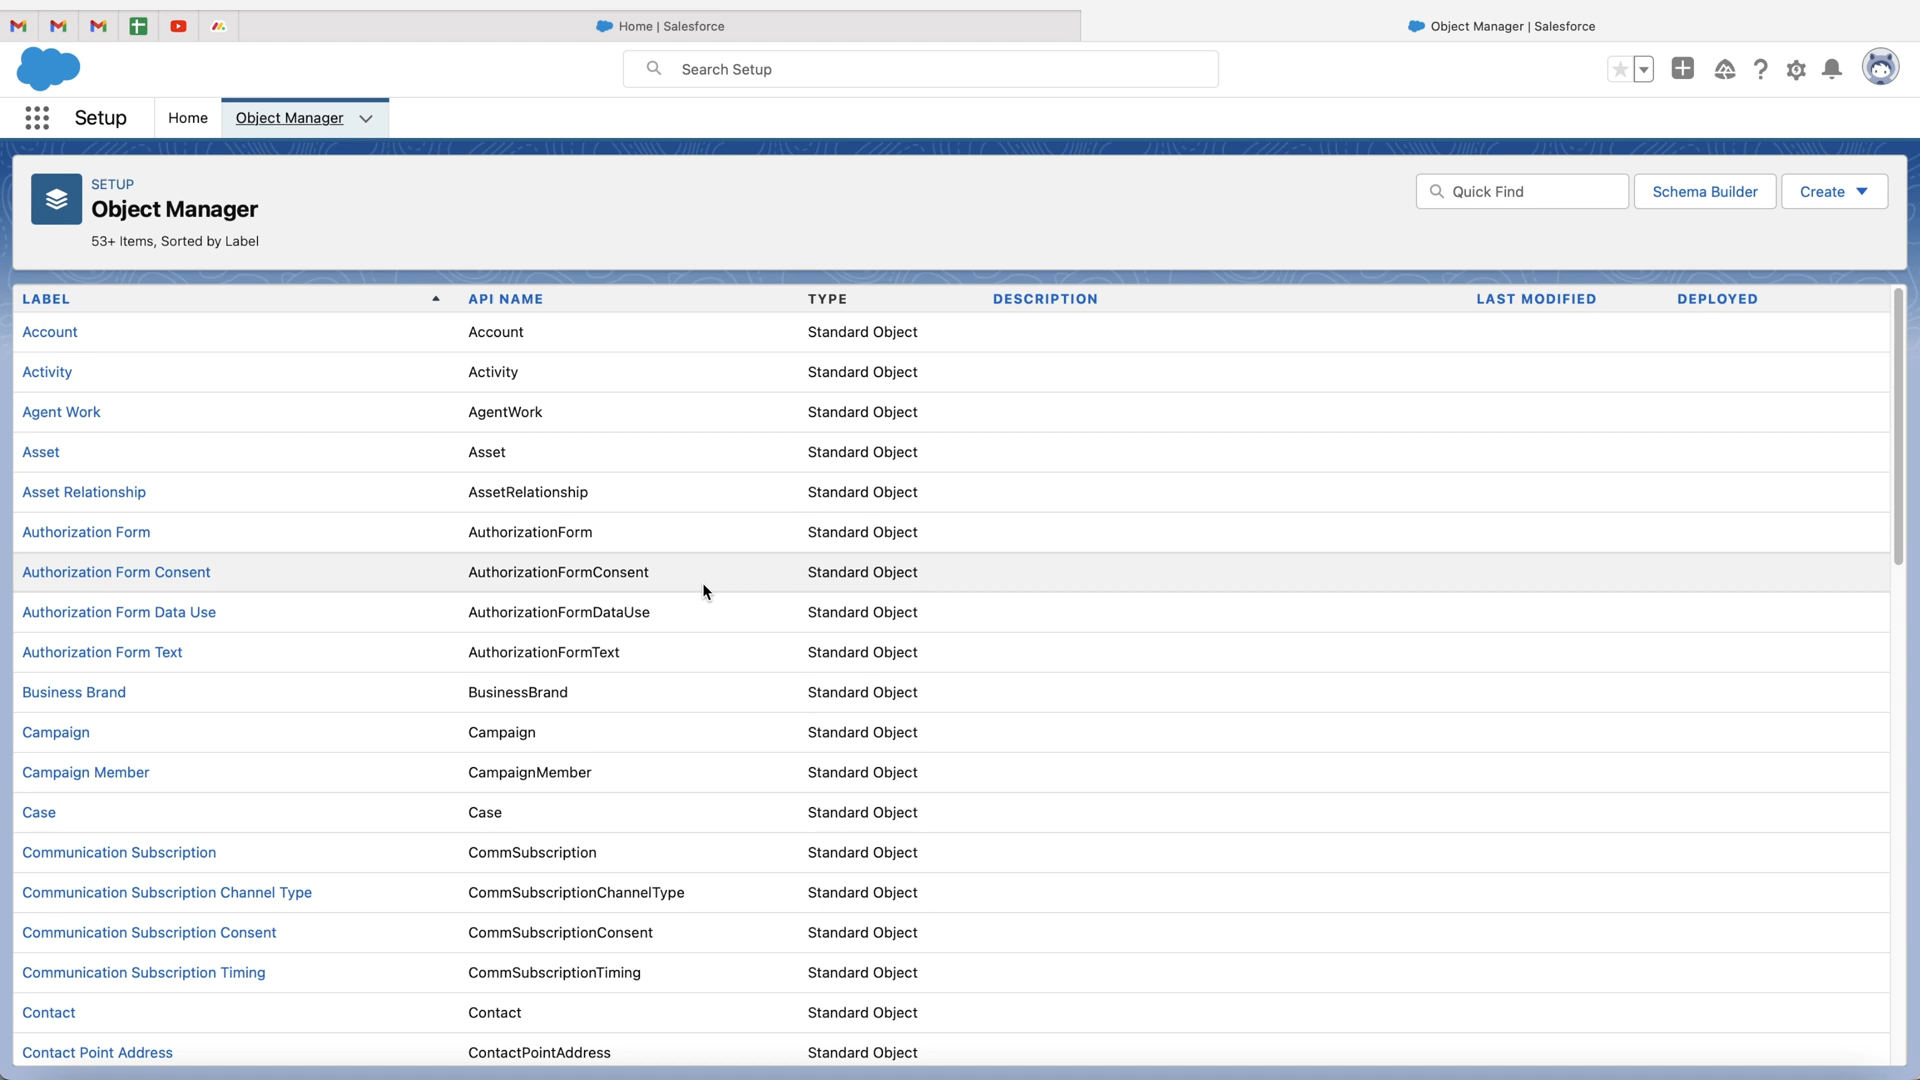 Home | Salesforce
Object Manager | Salesforce
Search Setup
Setup
Home
Object Manager
SETUP
Object Manager
53+ Items, Sorted by Label
Quick Find
Schema Builder
Create
LABEL API NAME TYPE DESCRIPTION LAST MODIFIED DEPLOYED
Account Account Standard Object
Activity Activity Standard Object
Agent Work AgentWork Standard Object
Asset Asset Standard Object
Asset Relationship AssetRelationship Standard Object
Authorization Form AuthorizationForm Standard Object
Authorization Form Consent AuthorizationFormConsent Standard Object
Authorization Form Data Use AuthorizationFormDataUse Standard Object
Authorization Form Text AuthorizationFormText Standard Object
Business Brand BusinessBrand Standard Object
Campaign Campaign Standard Object
Campaign Member CampaignMember Standard Object
Case Case Standard Object
Communication Subscription CommSubscription Standard Object
Communication Subscription Channel Type CommSubscriptionChannelType Standard Object
Communication Subscription Consent CommSubscriptionConsent Standard Object
Communication Subscription Timing CommSubscriptionTiming Standard Object
Contact Contact Standard Object
Contact Point Address ContactPointAddress Standard Object